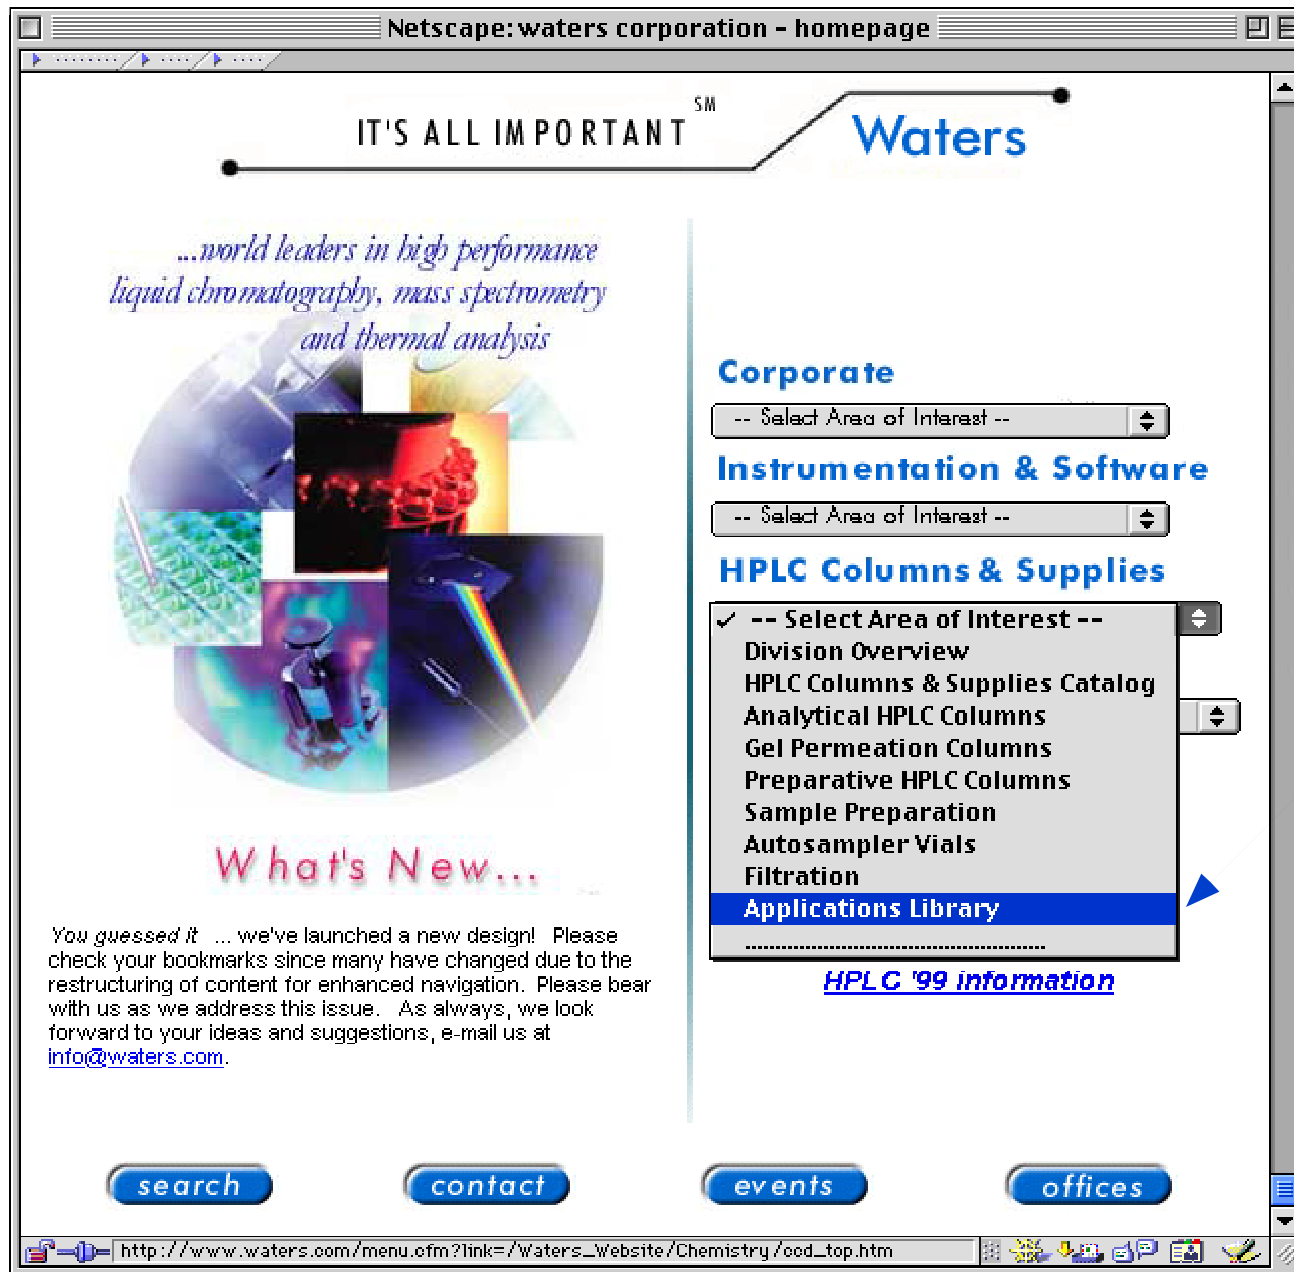 Netscape: waters corporation - homepage
IT'S ALL IMPORTANT SM
Waters
...world leaders in high performance
liquid chromatography, mass spectrometry
and thermal analysis
Corporate
-- Select Area of Interest --
Instrumentation & Software
-- Select Area of Interest --
HPLC Columns & Supplies
✓ -- Select Area of Interest --
Division Overview
HPLC Columns & Supplies Catalog
Analytical HPLC Columns
Gel Permeation Columns
Preparative HPLC Columns
Sample Preparation
Autosampler Vials
Filtration
Applications Library
HPLC '99 information
What's New...
You guessed it ... we've launched a new design! Please
check your bookmarks since many have changed due to the
restructuring of content for enhanced navigation. Please bear
with us as we address this issue. As always, we look
forward to your ideas and suggestions, e-mail us at
info@waters.com.
search
contact
events
offices
http://www.waters.com/menu.cfm?link=/Waters_Website/Chemistry/ccd_top.htm